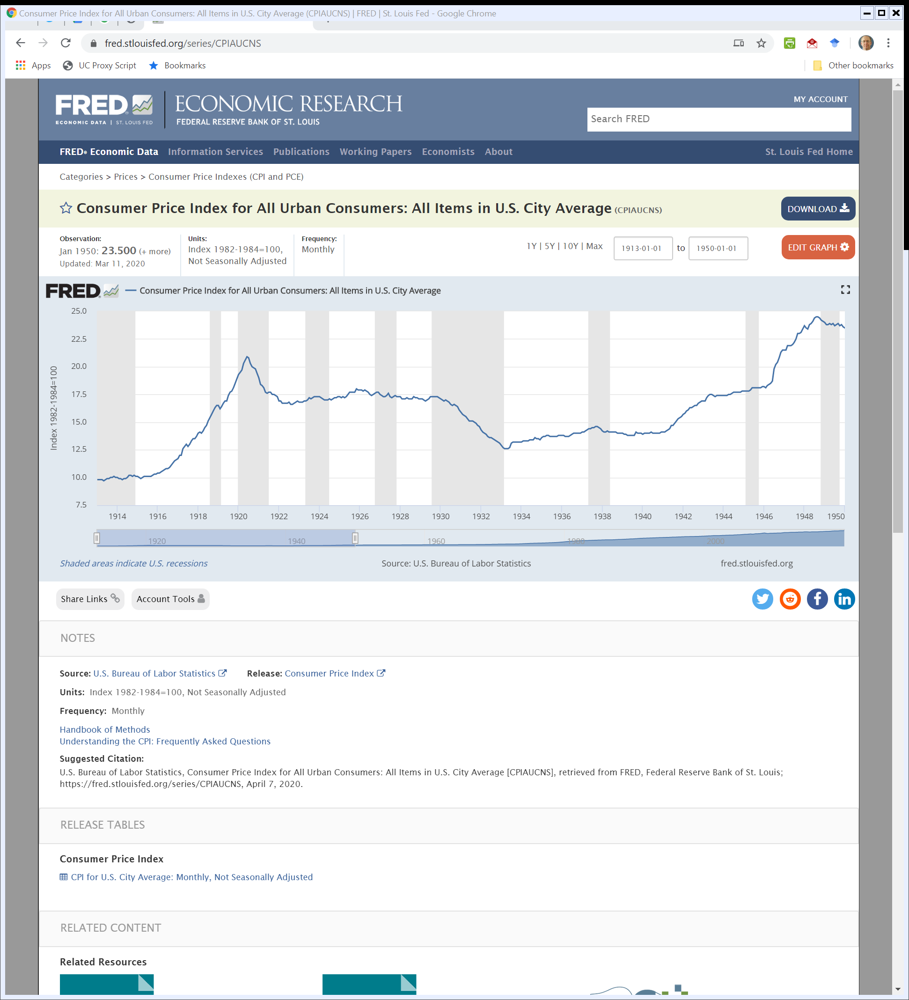 Consumer Price Index for All Urban Consumers: All Items in U.S. City Average (CPIAUCNS) | FRED | St. Louis Fed - Google Chrome
fred.stlouisfed.org/series/CPIAUCNS
Apps UC Proxy Script Bookmarks Other bookmarks
FRED® ECONOMIC RESEARCH
ECONOMIC DATA | ST. LOUIS FED FEDERAL RESERVE BANK OF ST. LOUIS
MY ACCOUNT
Search FRED
FRED® Economic Data Information Services Publications Working Papers Economists About St. Louis Fed Home
Categories > Prices > Consumer Price Indexes (CPI and PCE)
Consumer Price Index for All Urban Consumers: All Items in U.S. City Average (CPIAUCNS) DOWNLOAD
Observation:
Jan 1950: 23.500 (+ more)
Updated: Mar 11, 2020
Units:
Index 1982-1984=100,
Not Seasonally Adjusted
Frequency:
Monthly
1Y | 5Y | 10Y | Max 1913-01-01 to 1950-01-01
EDIT GRAPH
FRED® Consumer Price Index for All Urban Consumers: All Items in U.S. City Average
Index 1982-1984=100
25.0
22.5
20.0
17.5
15.0
12.5
10.0
7.5
1914 1916 1918 1920 1922 1924 1926 1928 1930 1932 1934 1936 1938 1940 1942 1944 1946 1948 1950
1920 1940 1960 1980 2000
Shaded areas indicate U.S. recessions Source: U.S. Bureau of Labor Statistics fred.stlouisfed.org
Share Links Account Tools
NOTES
Source: U.S. Bureau of Labor Statistics Release: Consumer Price Index
Units: Index 1982-1984=100, Not Seasonally Adjusted
Frequency: Monthly
Handbook of Methods
Understanding the CPI: Frequently Asked Questions
Suggested Citation:
U.S. Bureau of Labor Statistics, Consumer Price Index for All Urban Consumers: All Items in U.S. City Average [CPIAUCNS], retrieved from FRED, Federal Reserve Bank of St. Louis;
https://fred.stlouisfed.org/series/CPIAUCNS, April 7, 2020.
RELEASE TABLES
Consumer Price Index
CPI for U.S. City Average: Monthly, Not Seasonally Adjusted
RELATED CONTENT
Related Resources